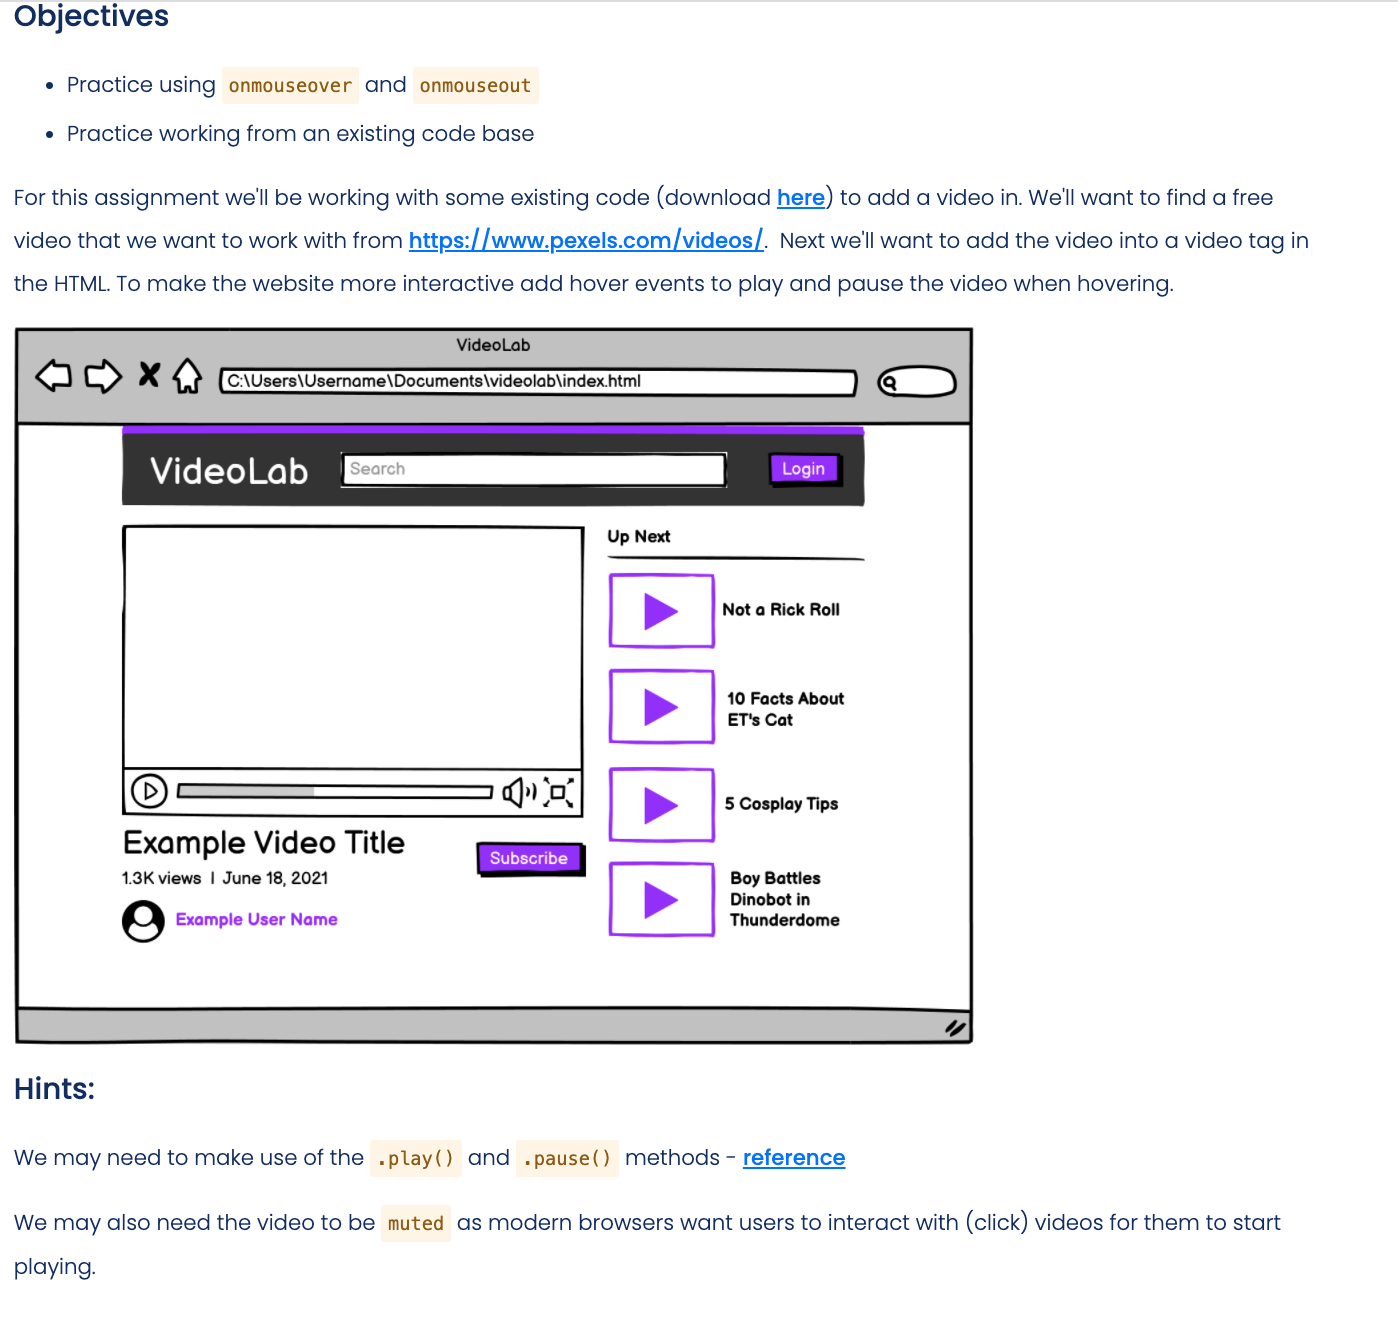 Objectives
Practice using onmouseover and onmouseout
Practice working from an existing code base
For this assignment we'll be working with some existing code (download here) to add a video in. We'll want to find a free
video that we want to work with from https://www.pexels.com/videos/.  Next we'll want to add the video into a video tag in
the HTML. To make the website more interactive add hover events to play and pause the video when hovering.
VideoLab
C:\Users\Username\Documents\videolab\index.html
VideoLab
Search
Login
Up Next
Not a Rick Roll
10 Facts About
ET's Cat
5 Cosplay Tips
Boy Battles
Dinobot in
Thunderdome
Example Video Title
Subscribe
1.3K views | June 18, 2021
Example User Name
Hints:
We may need to make use of the .play() and .pause() methods - reference
We may also need the video to be muted as modern browsers want users to interact with (click) videos for them to start
playing.